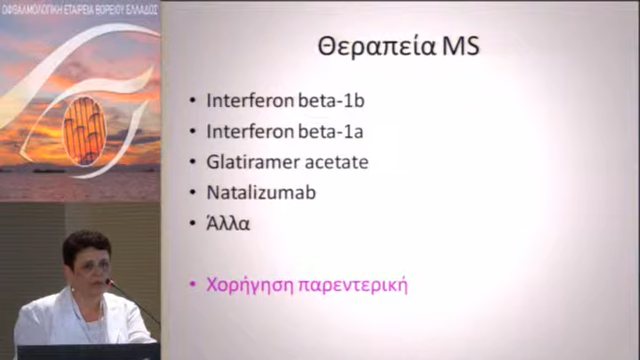 ΟΦΘΑΛΜΟΛΟΓΙΚΗ ΕΤΑΙΡΕΙΑ ΒΟΡΕΙΟΥ ΕΛΛΑΔΟΣ
Θεραπεία MS
• Interferon beta-1b
• Interferon beta-1a
• Glatiramer acetate
• Natalizumab
• Άλλα
• Χορήγηση παρεντερική